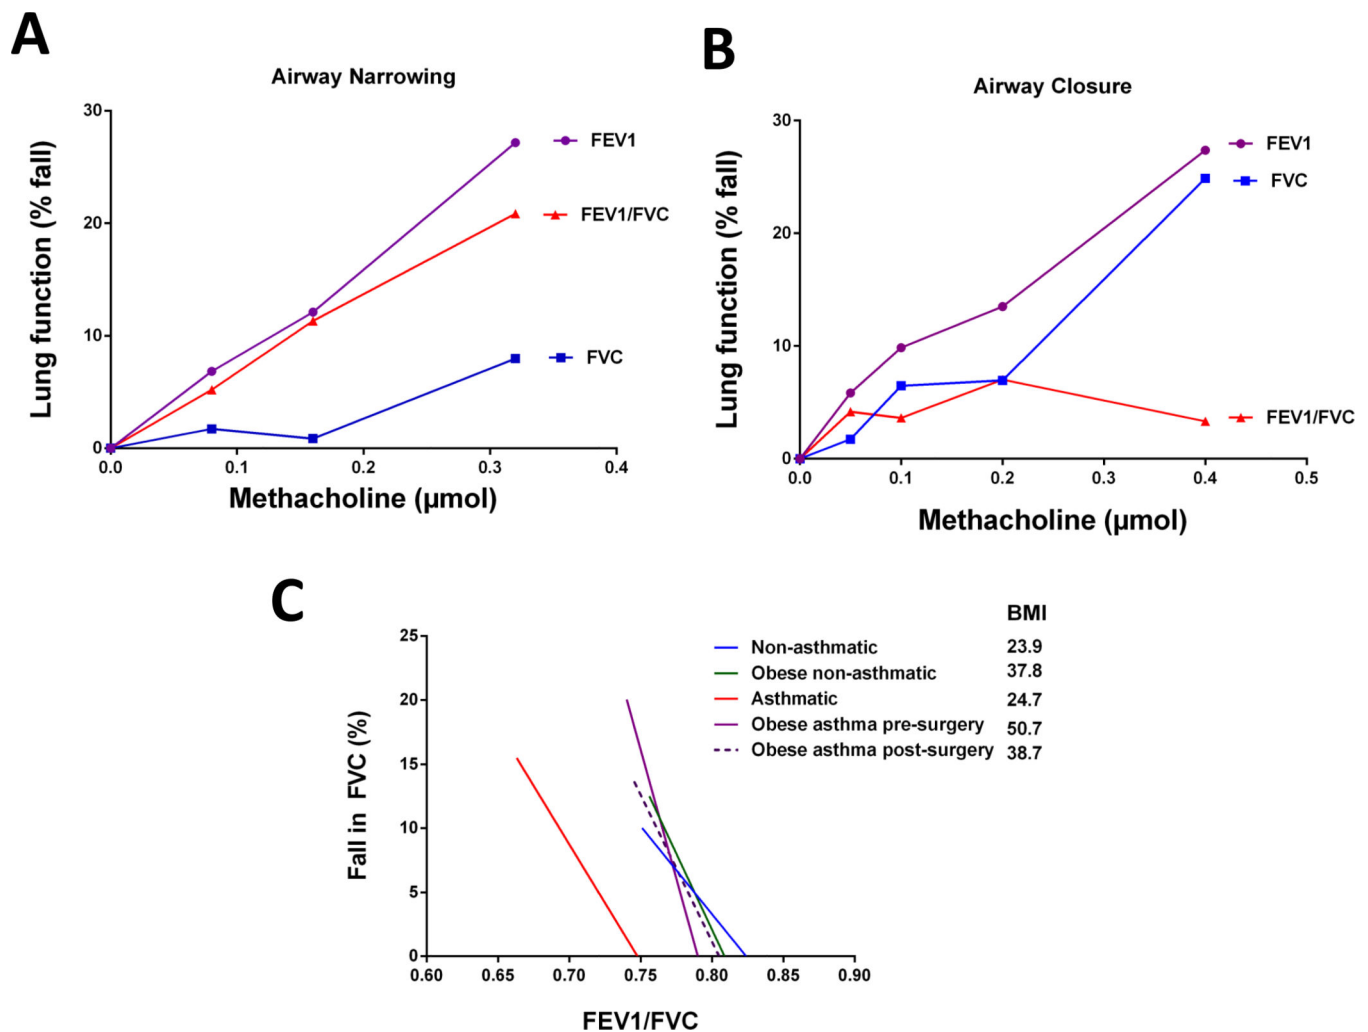 A
Airway Narrowing
Lung function (% fall)
30
20
10
0
0.0 0.1 0.2 0.3 0.4
Methacholine (µmol)
FEV1
FEV1/FVC
FVC
B
Airway Closure
Lung function (% fall)
30
20
10
0
0.0 0.1 0.2 0.3 0.4 0.5
Methacholine (µmol)
FEV1
FVC
FEV1/FVC
C
Fall in FVC (%)
25
20
15
10
5
0
0.60 0.65 0.70 0.75 0.80 0.85 0.90
FEV1/FVC
BMI
Non-asthmatic 23.9
Obese non-asthmatic 37.8
Asthmatic 24.7
Obese asthma pre-surgery 50.7
Obese asthma post-surgery 38.7